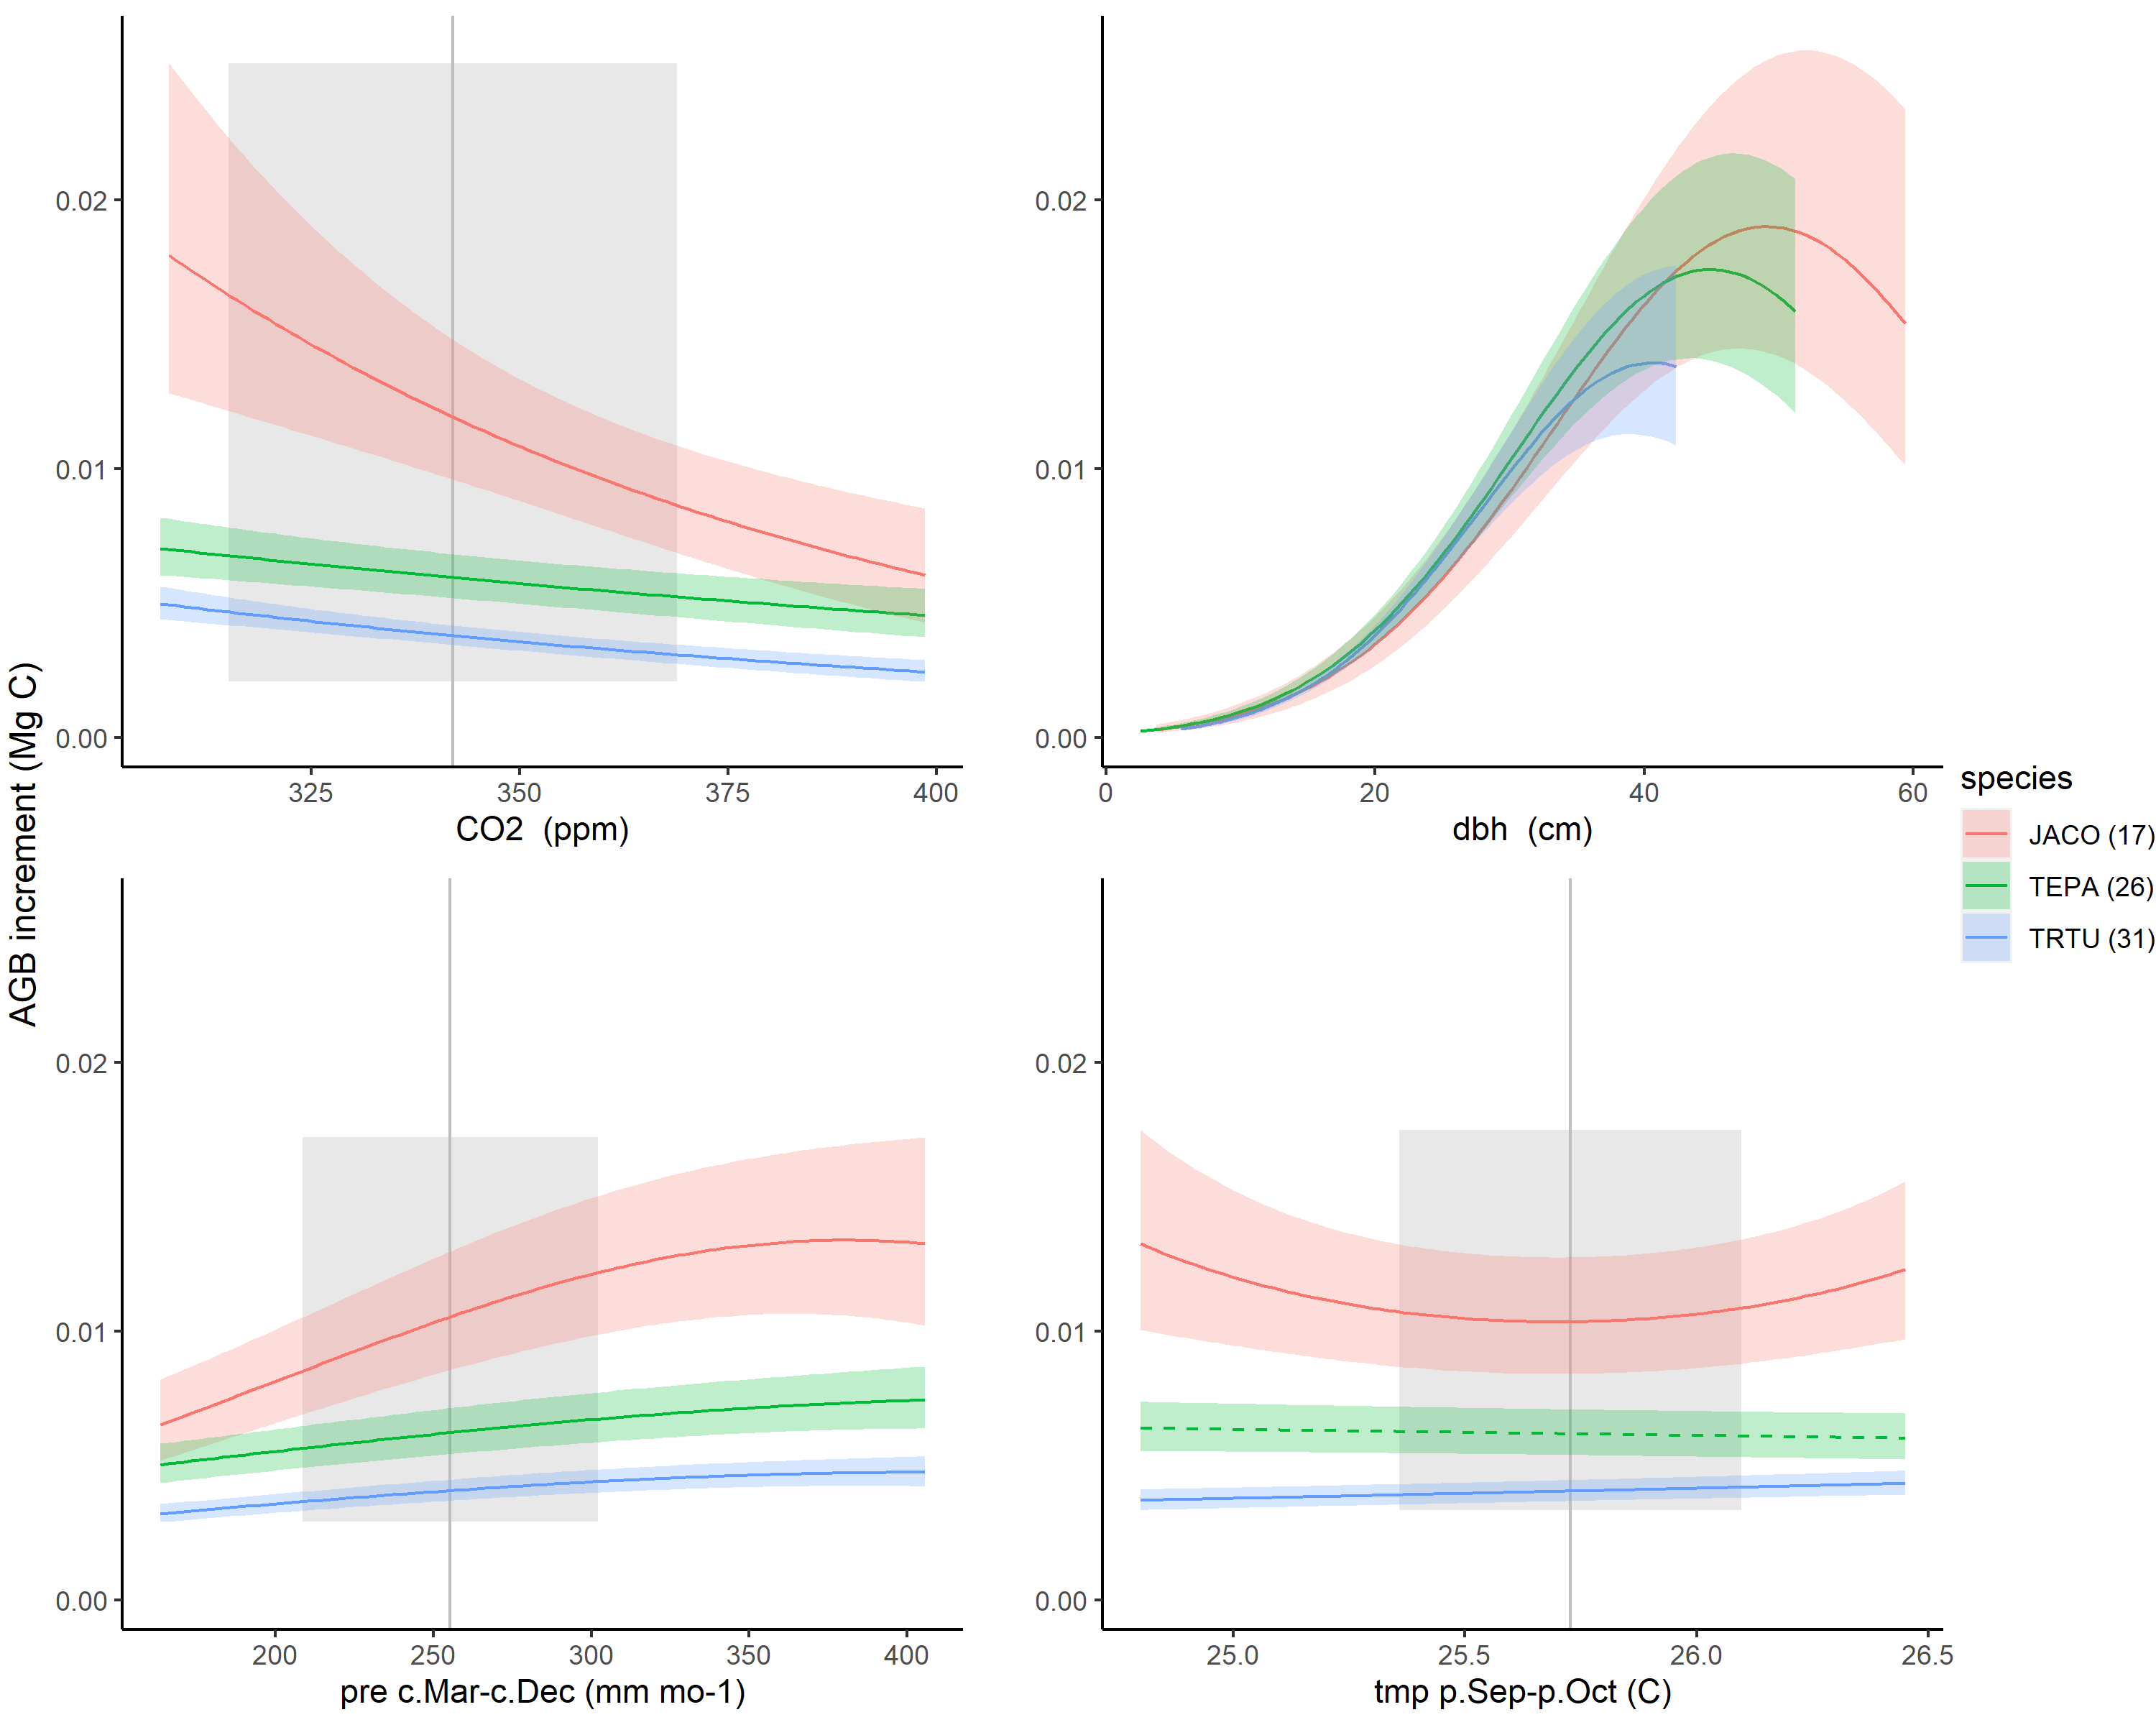 AGB increment (Mg C)
0.02
0.01
0.00
325 350 375 400
CO2  (ppm)
0.02
0.01
0.00
0 20 40 60
dbh  (cm)
0.02
0.01
0.00
200 250 300 350 400
pre c.Mar-c.Dec (mm mo-1)
0.02
0.01
0.00
25.0 25.5 26.0 26.5
tmp p.Sep-p.Oct (C)
species
JACO (17)
TEPA (26)
TRTU (31)